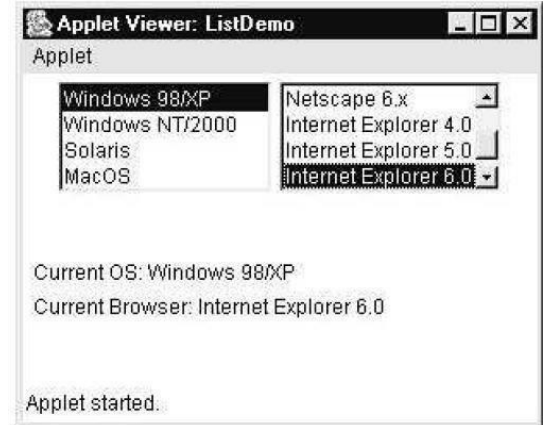 Applet Viewer: ListDemo
Applet
Windows 98/XP
Windows NT/2000
Solaris
MacOS
Netscape 6.x
Internet Explorer 4.0
Internet Explorer 5.0
Internet Explorer 6.0
Current OS: Windows 98/XP
Current Browser: Internet Explorer 6.0
Applet started.